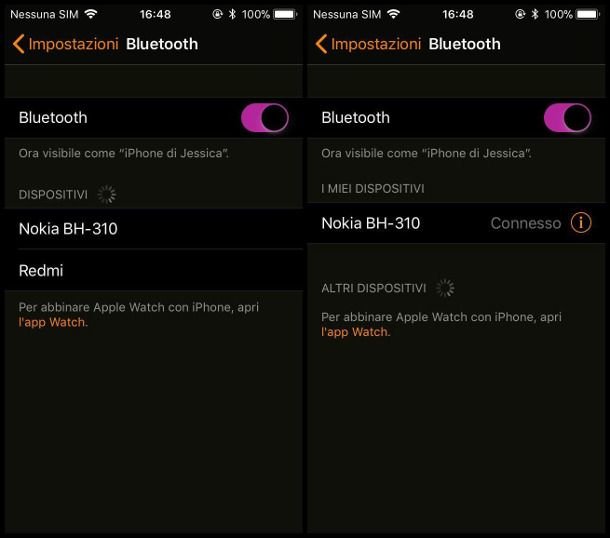 Nessuna SIM 16:48 100%
Impostazioni Bluetooth
Bluetooth
Ora visibile come “iPhone di Jessica”.
DISPOSITIVI
Nokia BH-310
Redmi
Per abbinare Apple Watch con iPhone, apri
l'app Watch.
Nessuna SIM 16:48 100%
Impostazioni Bluetooth
Bluetooth
Ora visibile come “iPhone di Jessica”.
I MIEI DISPOSITIVI
Nokia BH-310 Connesso
ALTRI DISPOSITIVI
Per abbinare Apple Watch con iPhone, apri
l'app Watch.